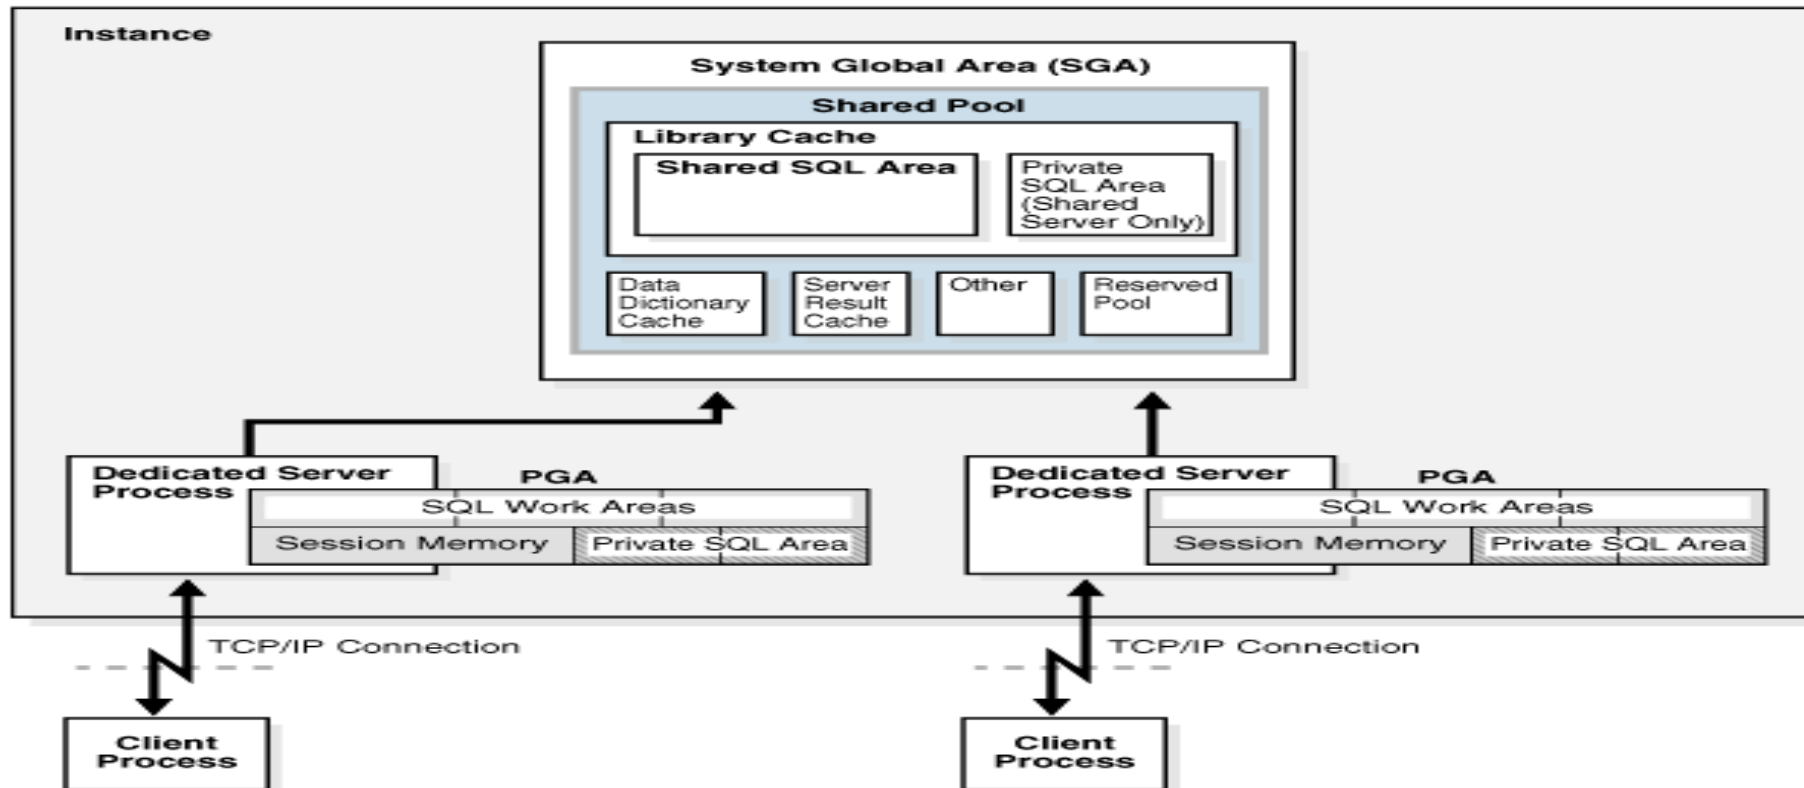 Instance
System Global Area (SGA)
Shared Pool
Library Cache
Shared SQL Area
Private
SQL Area
(Shared
Server Only)
Data
Dictionary
Cache
Server
Result
Cache
Other
Reserved
Pool
Dedicated Server
Process
PGA
SQL Work Areas
Session Memory
Private SQL Area
Dedicated Server
Process
PGA
SQL Work Areas
Session Memory
Private SQL Area
TCP/IP Connection
TCP/IP Connection
Client
Process
Client
Process